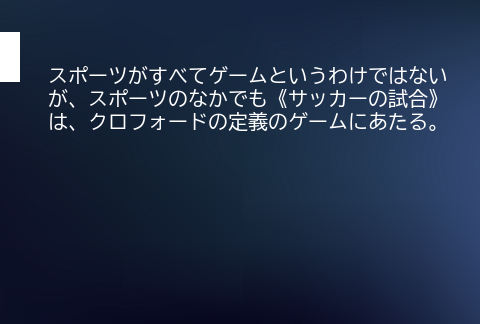 スポーツがすべてゲームというわけではない
が、スポーツのなかでも《サッカーの試合》
は、クロフォードの定義のゲームにあたる。